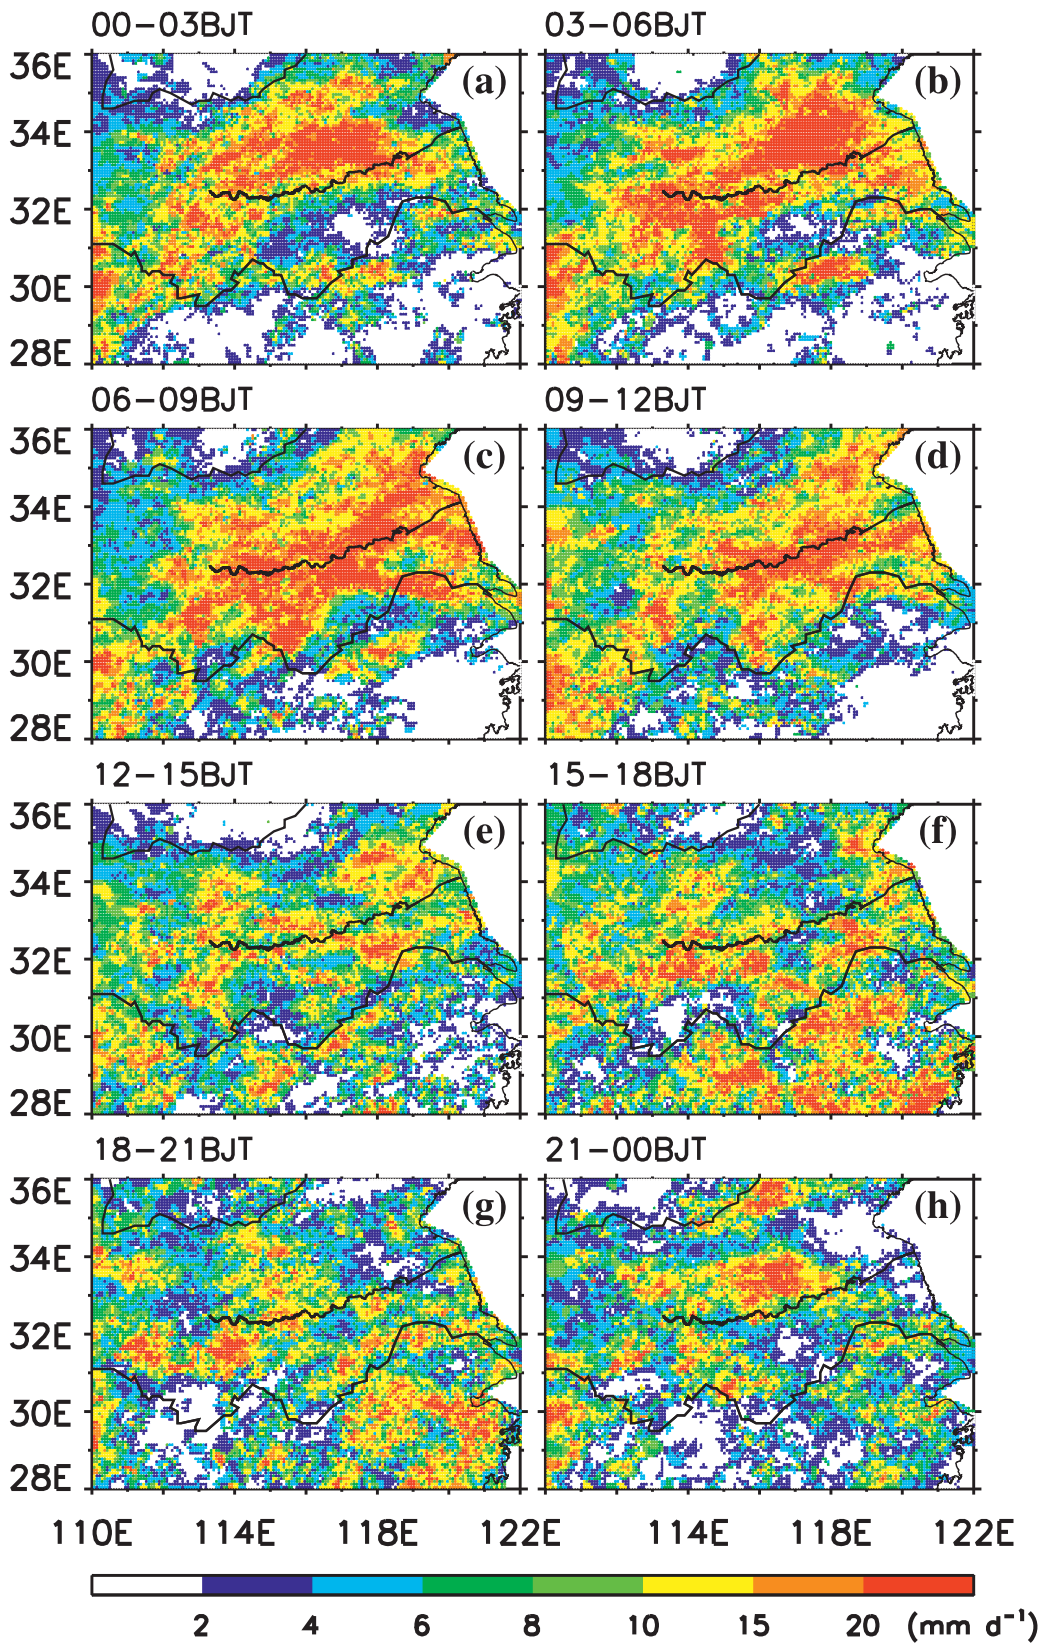 00-03BJT 03-06BJT
36E (a) (b)
34E
32E
30E
28E
06-09BJT 09-12BJT
36E (c) (d)
34E
32E
30E
28E
12-15BJT 15-18BJT
36E (e) (f)
34E
32E
30E
28E
18-21BJT 21-00BJT
36E (g) (h)
34E
32E
30E
28E
110E 114E 118E 122E 114E 118E 122E
2 4 6 8 10 15 20 (mm d⁻¹)